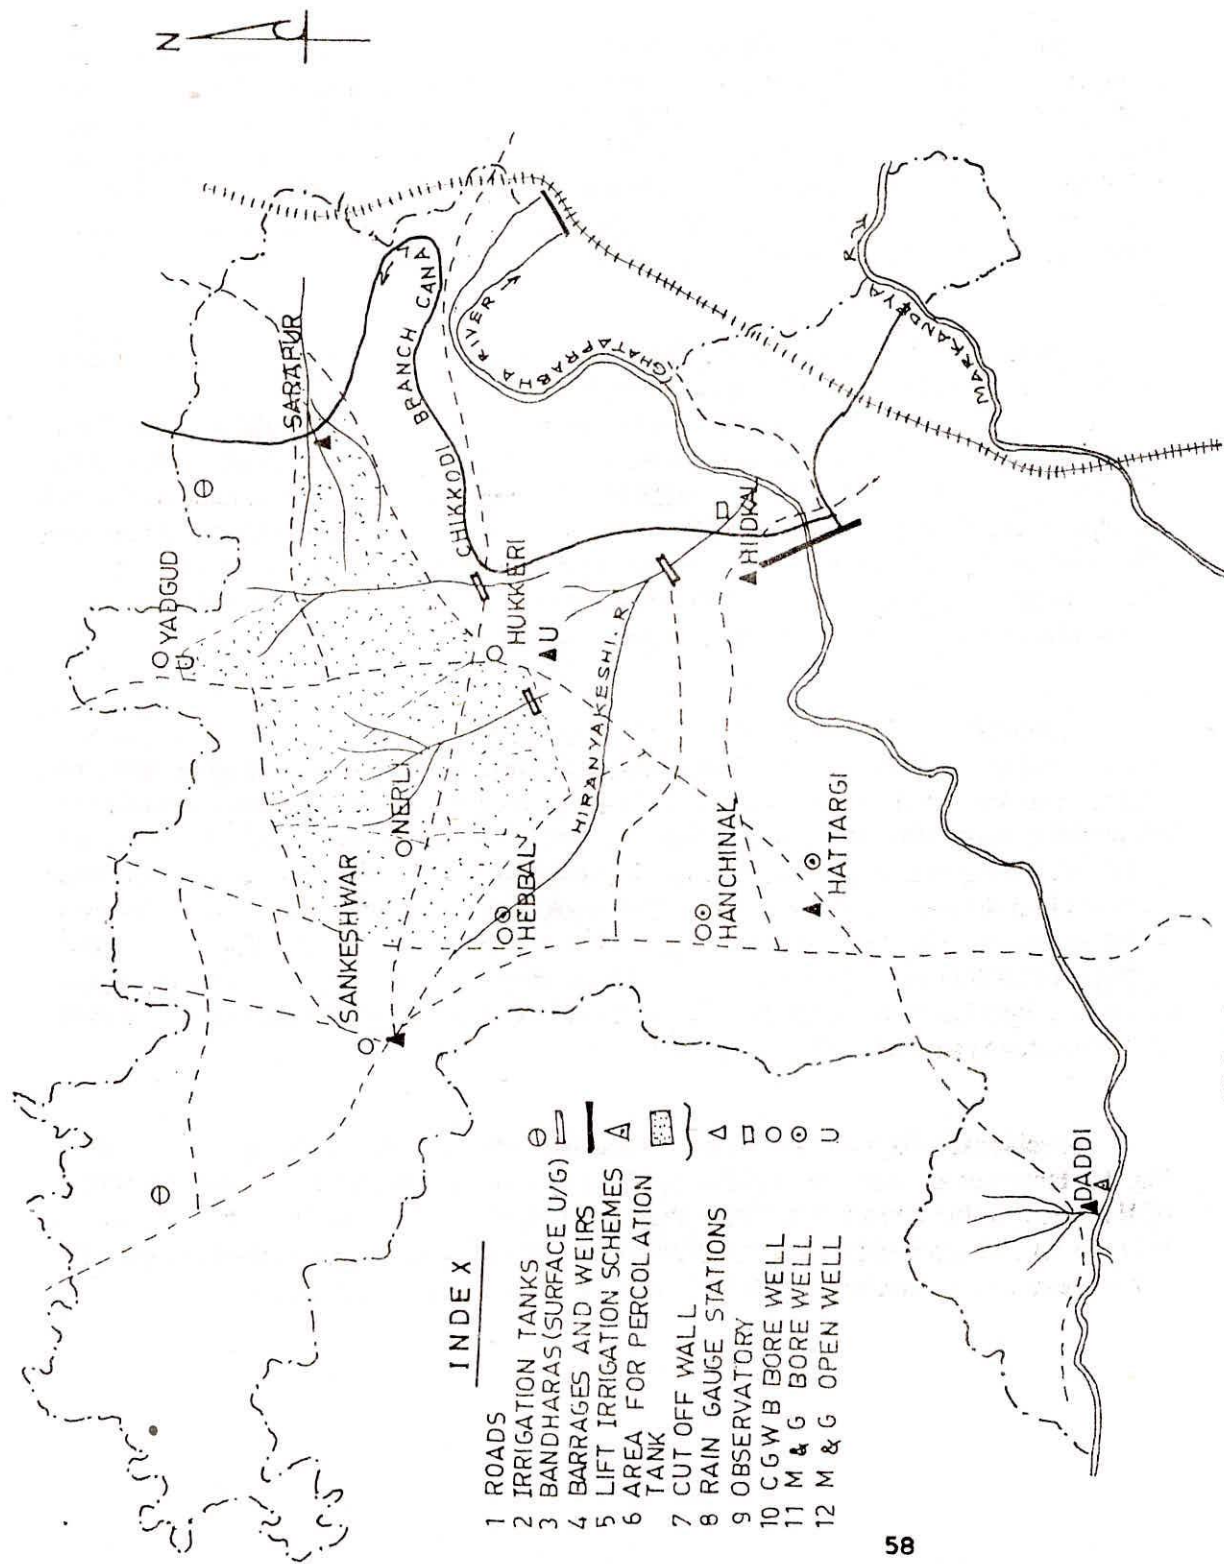 N
YADGUD
U
SARAPUR
SANKESHWAR
NERLI
HEBBAL
HUKKERI
U
CHIKKODI BRANCH CANAL
GHATAPRABHA RIVER
HIRANYAKESHI. R
HIDKAL
HANCHINAL
HATTARGI
MARKANDEYA R
DADDI
INDEX
1 ROADS
2 IRRIGATION TANKS
3 BANDHARAS (SURFACE U/G)
4 BARRAGES AND WEIRS
5 LIFT IRRIGATION SCHEMES
6 AREA FOR PERCOLATION
TANK
7 CUT OFF WALL
8 RAIN GAUGE STATIONS
9 OBSERVATORY
10 CGWB BORE WELL
11 M & G BORE WELL
12 M & G OPEN WELL
U
58